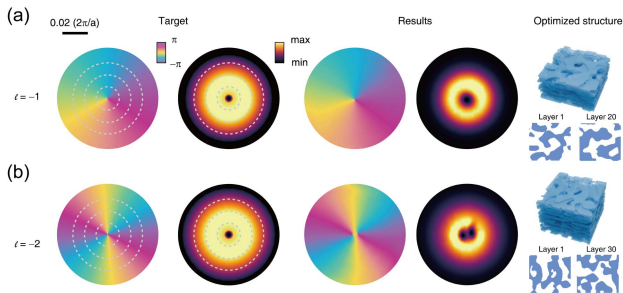 (a)
0.02 (2π/a)
Target
Results
Optimized structure
π
−π
max
min
ℓ = −1
Layer 1
Layer 20
(b)
ℓ = −2
Layer 1
Layer 30